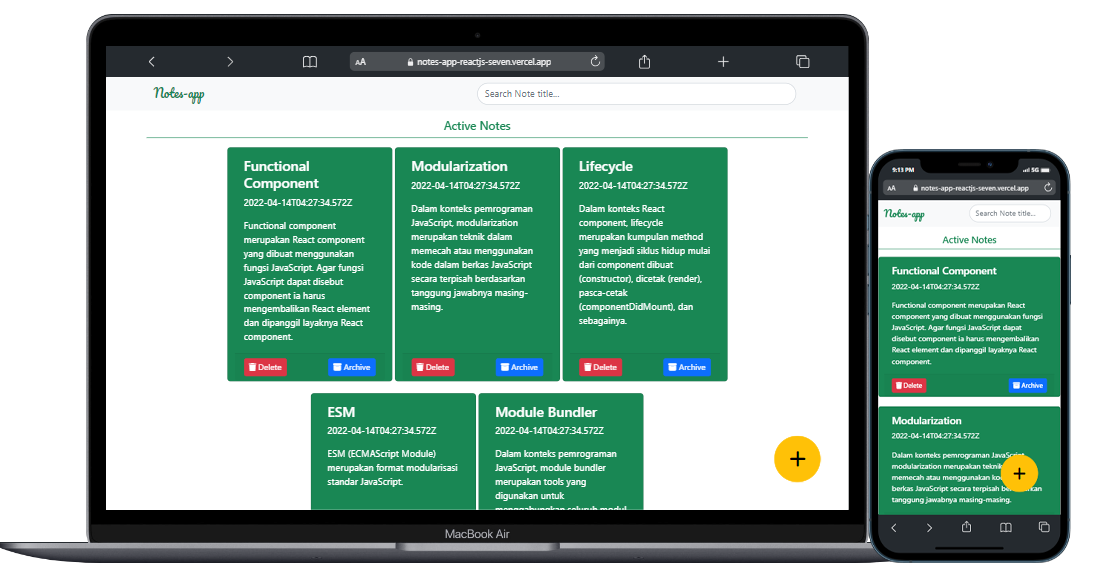 AA
notes-app-reactjs-seven.vercel.app
Notes-app
Search Note title...
Active Notes
Functional
Component
2022-04-14T04:27:34.572Z
Functional component
merupakan React component
yang dibuat menggunakan
fungsi JavaScript. Agar fungsi
JavaScript dapat disebut
component ia harus
mengembalikan React element
dan dipanggil layaknya React
component.
Delete
Archive
Modularization
2022-04-14T04:27:34.572Z
Dalam konteks pemrograman
JavaScript, modularization
merupakan teknik dalam
memecah atau menggunakan
kode dalam berkas JavaScript
secara terpisah berdasarkan
tanggung jawabnya masing-
masing.
Delete
Archive
Lifecycle
2022-04-14T04:27:34.572Z
Dalam konteks React
component, lifecycle
merupakan kumpulan method
yang menjadi siklus hidup mulai
dari component dibuat
(constructor), dicetak (render),
pasca-cetak
(componentDidMount), dan
sebagainya.
Delete
Archive
ESM
2022-04-14T04:27:34.572Z
ESM (ECMAScript Module)
merupakan format modularisasi
standar JavaScript.
Module Bundler
2022-04-14T04:27:34.572Z
Dalam konteks pemrograman
JavaScript, module bundler
merupakan tools yang
digunakan untuk
menggabungkan seluruh modul
+
MacBook Air
9:13 PM
5G
AA
notes-app-reactjs-seven.vercel.app
Notes-app
Search Note title...
Active Notes
Functional Component
2022-04-14T04:27:34.572Z
Functional component merupakan React
component yang dibuat menggunakan fungsi
JavaScript. Agar fungsi JavaScript dapat
disebut component ia harus mengembalikan
React element dan dipanggil layaknya React
component.
Delete
Archive
Modularization
2022-04-14T04:27:34.572Z
Dalam konteks pemrograman JavaScript,
modularization merupakan teknik
memecah atau menggunakan
berkas JavaScript secara terpisah
tanggung jawabnya masing-masing.
+